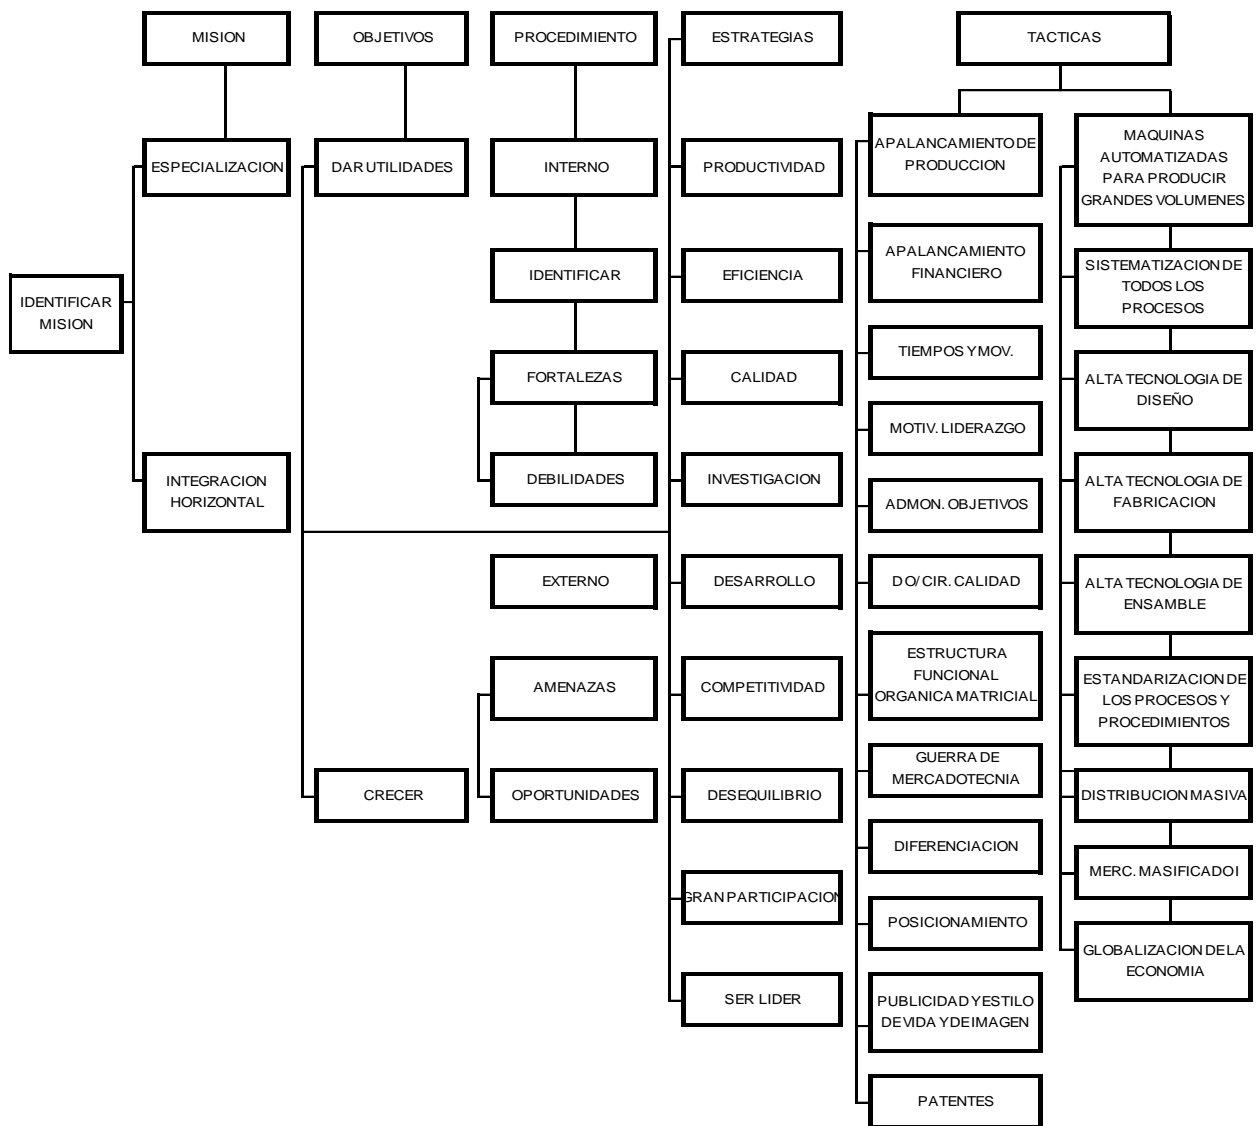 MISION
OBJETIVOS
PROCEDIMIENTO
ESTRATEGIAS
TACTICAS
IDENTIFICAR
MISION
ESPECIALIZACION
INTEGRACION
HORIZONTAL
DAR UTILIDADES
CRECER
INTERNO
IDENTIFICAR
FORTALEZAS
DEBILIDADES
EXTERNO
AMENAZAS
OPORTUNIDADES
PRODUCTIVIDAD
EFICIENCIA
CALIDAD
INVESTIGACION
DESARROLLO
COMPETITIVIDAD
DESEQUILIBRIO
GRAN PARTICIPACION
SER LIDER
APALANCAMIENTO DE
PRODUCCION
APALANCAMIENTO
FINANCIERO
TIEMPOS Y MOV.
MOTIV. LIDERAZGO
ADMON. OBJETIVOS
DO/ CIR. CALIDAD
ESTRUCTURA
FUNCIONAL
ORGANICA MATRICIAL
GUERRA DE
MERCADOTECNIA
DIFERENCIACION
POSICIONAMIENTO
PUBLICIDAD Y ESTILO
DE VIDA Y DE IMAGEN
PATENTES
MAQUINAS
AUTOMATIZADAS
PARA PRODUCIR
GRANDES VOLUMENES
SISTEMATIZACION DE
TODOS LOS
PROCESOS
ALTA TECNOLOGIA DE
DISEÑO
ALTA TECNOLOGIA DE
FABRICACION
ALTA TECNOLOGIA DE
ENSAMBLE
ESTANDARIZACION DE
LOS PROCESOS Y
PROCEDIMIENTOS
DISTRIBUCION MASIVA
MERC. MASIFICADO I
GLOBALIZACION DE LA
ECONOMIA